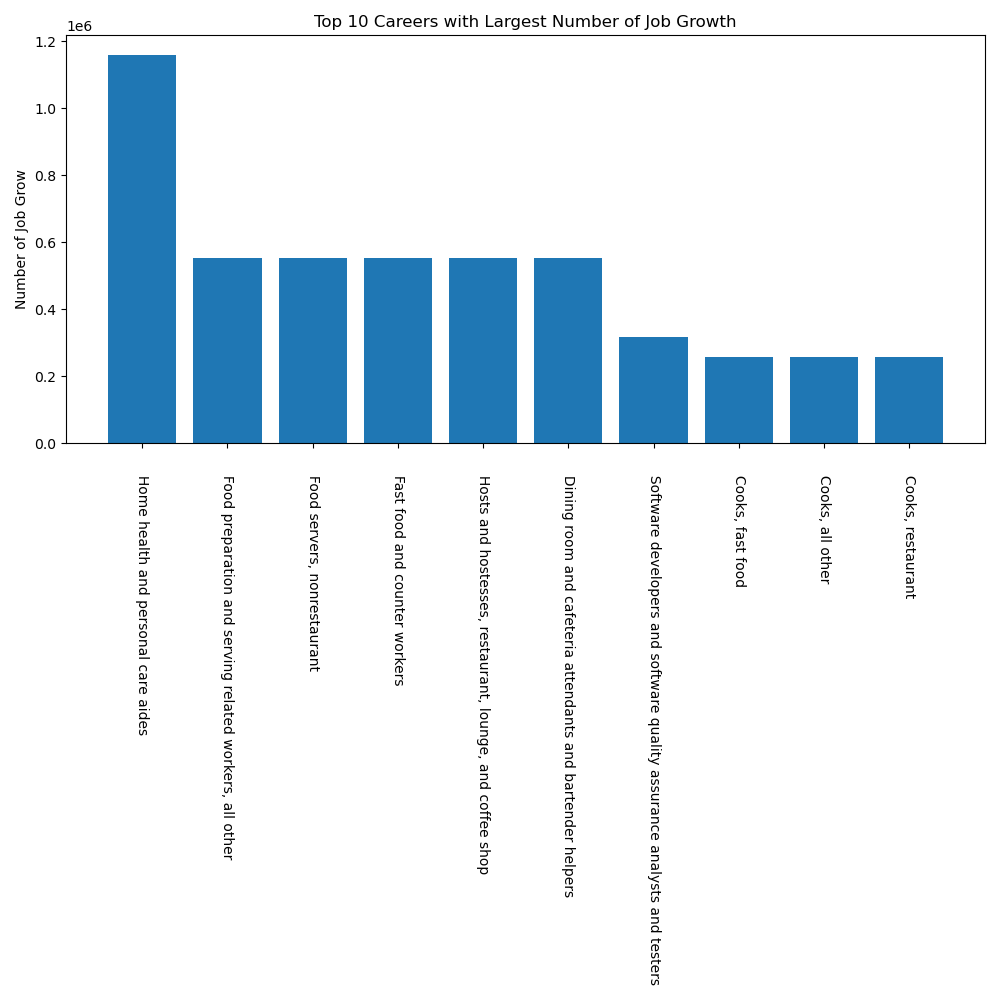 Top 10 Careers with Largest Number of Job Growth
1e6
1.2
1.0
0.8
0.6
0.4
0.2
0.0
Number of Job Grow
Home health and personal care aides
Food preparation and serving related workers, all other
Food servers, nonrestaurant
Fast food and counter workers
Hosts and hostesses, restaurant, lounge, and coffee shop
Dining room and cafeteria attendants and bartender helpers
Software developers and software quality assurance analysts and testers
Cooks, fast food
Cooks, all other
Cooks, restaurant